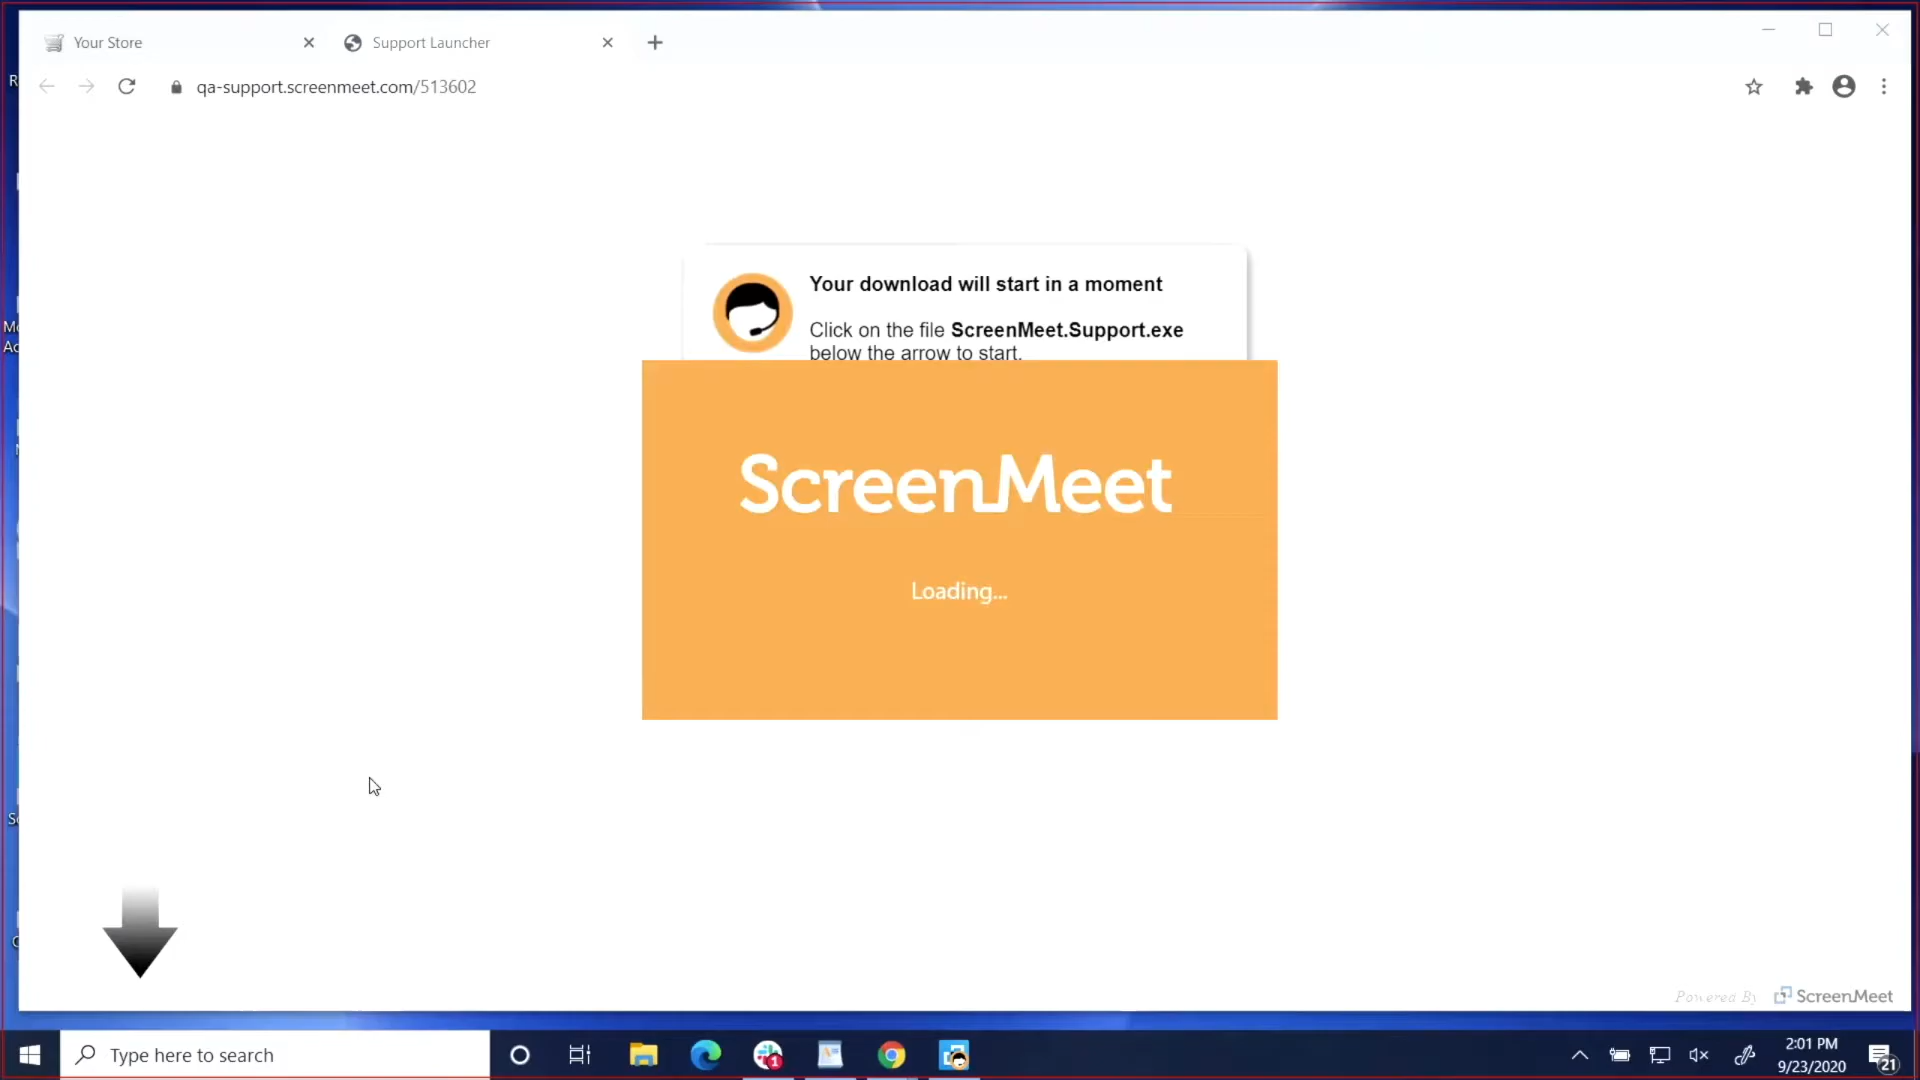 Your Store
Support Launcher
qa-support.screenmeet.com/513602
Your download will start in a moment
Click on the file ScreenMeet.Support.exe
below the arrow to start.
ScreenMeet
Loading...
Powered By ScreenMeet
Type here to search
1
2:01 PM
9/23/2020
21